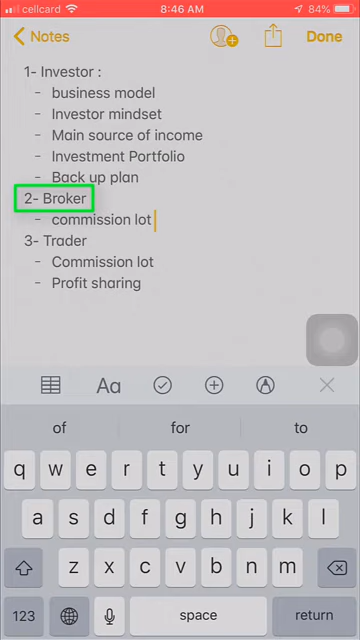 cellcard 8:46 AM 84%
Notes Done
1- Investor :
- business model
- Investor mindset
- Main source of income
- Investment Portfolio
- Back up plan
2- Broker
- commission lot
3- Trader
- Commission lot
- Profit sharing
Aa
of for to
q w e r t y u i o p
a s d f g h j k l
z x c v b n m
123 space return